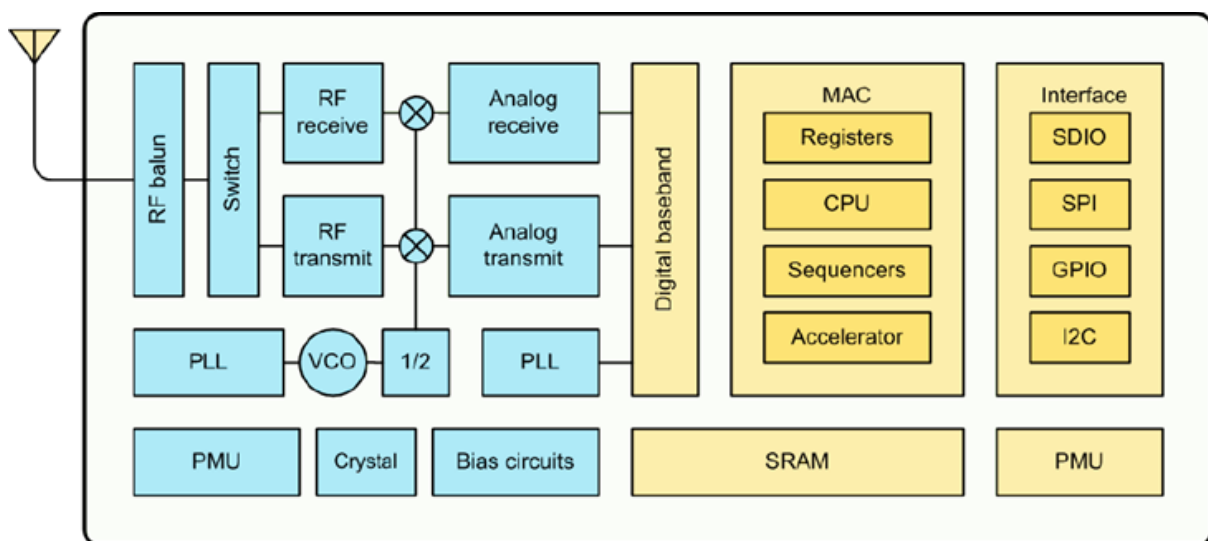 RF balun
Switch
RF
receive
Analog
receive
RF
transmit
Analog
transmit
PLL
VCO
1/2
PLL
Digital baseband
MAC
Registers
CPU
Sequencers
Accelerator
Interface
SDIO
SPI
GPIO
I2C
PMU
Crystal
Bias circuits
SRAM
PMU